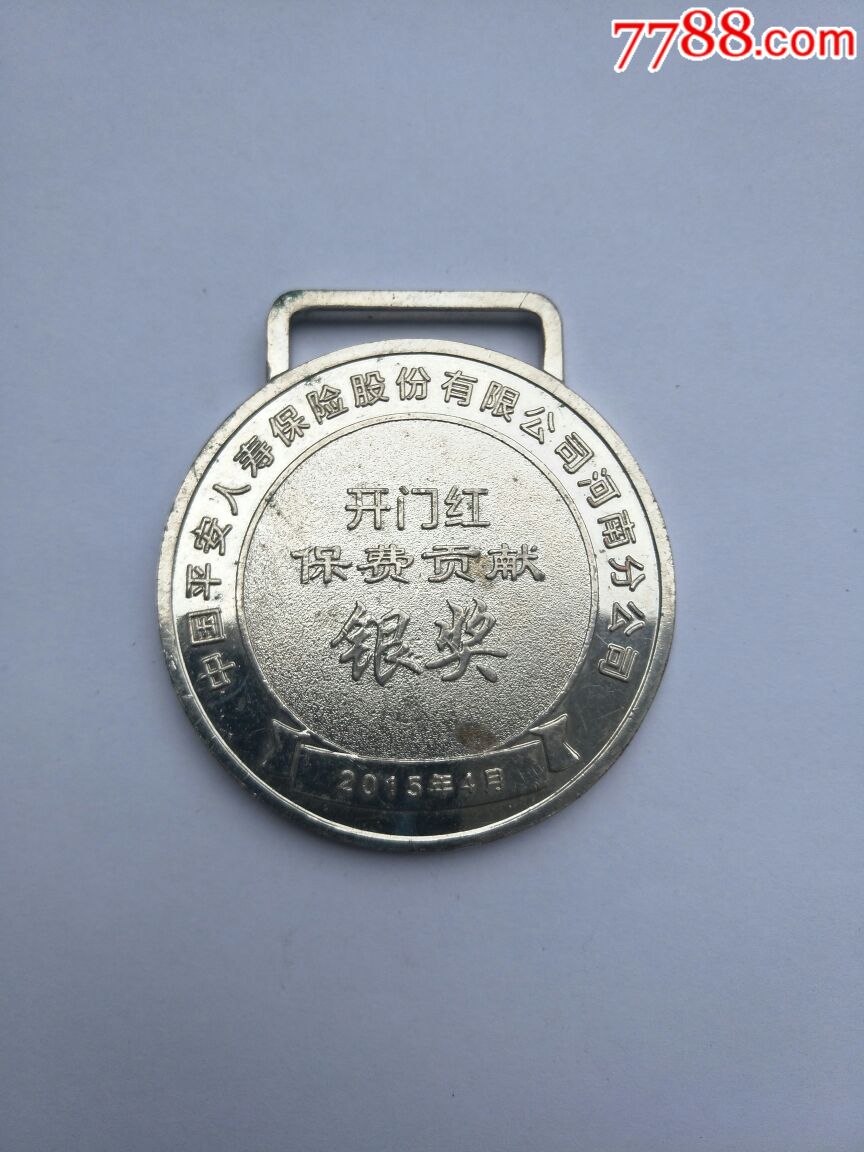 7788.com
中国平安人寿保险股份有限公司河南分公司
开门红
保费贡献
银奖
2015年4月